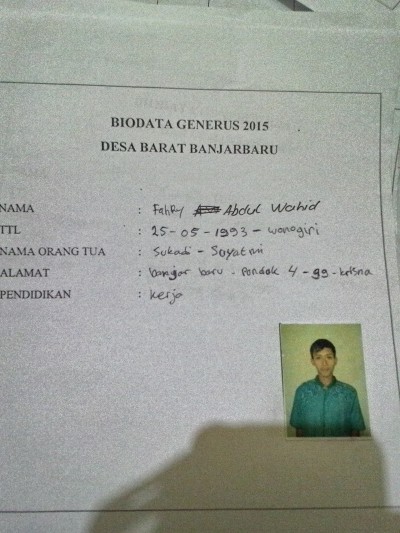 BIODATA GENERUS 2015
DESA BARAT BANJARBARU
NAMA : Fahry Abdul Wahid
TTL : 25-05-1993 - wonogiri
NAMA ORANG TUA : Sukadi - Suyatmi
ALAMAT : banjar baru - Pondok 4 - gg - krisna
PENDIDIKAN : kerja